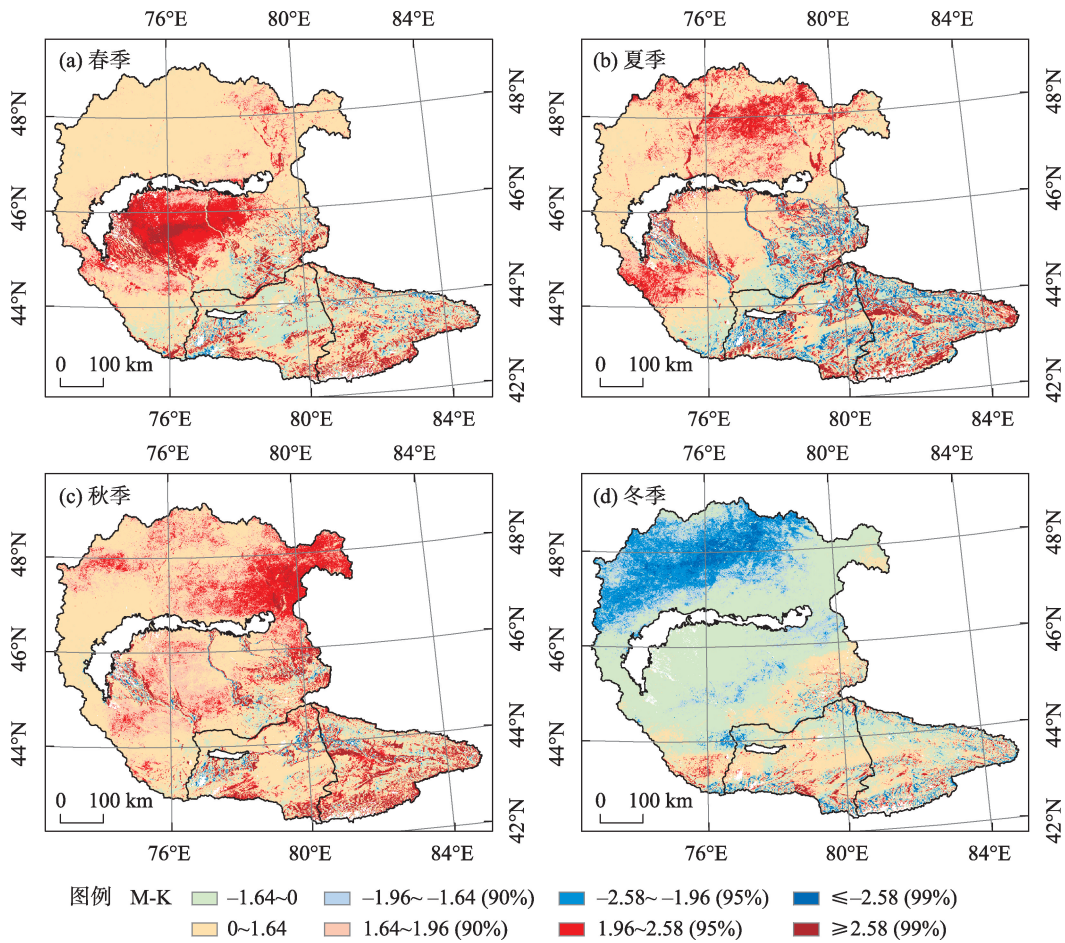 76°E 80°E 84°E 76°E 80°E 84°E
(a) 春季 (b) 夏季
48°N 48°N 48°N 48°N
46°N 46°N 46°N 46°N
44°N 44°N 44°N 44°N
0 100 km 0 100 km
42°N 42°N
76°E 80°E 84°E 76°E 80°E 84°E
76°E 80°E 84°E 76°E 80°E 84°E
(c) 秋季 (d) 冬季
48°N 48°N 48°N 48°N
46°N 46°N 46°N 46°N
44°N 44°N 44°N 44°N
0 100 km 0 100 km
42°N 42°N
76°E 80°E 84°E 76°E 80°E 84°E
图例 M-K −1.64~0 −1.96~ −1.64 (90%) −2.58~ −1.96 (95%) ⩽−2.58 (99%)
0~1.64 1.64~1.96 (90%) 1.96~2.58 (95%) ⩾2.58 (99%)